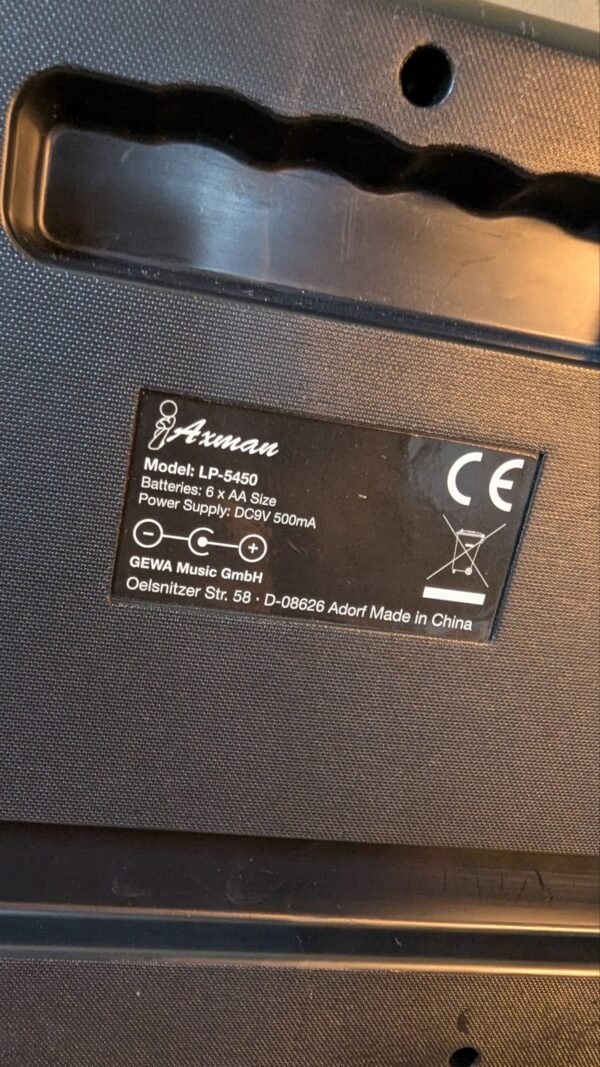 Axman
CE
Model: LP-5450
Batteries: 6 x AA Size
Power Supply: DC9V 500mA
- +
GEWA Music GmbH
Oelsnitzer Str. 58 · D-08626 Adorf Made in China